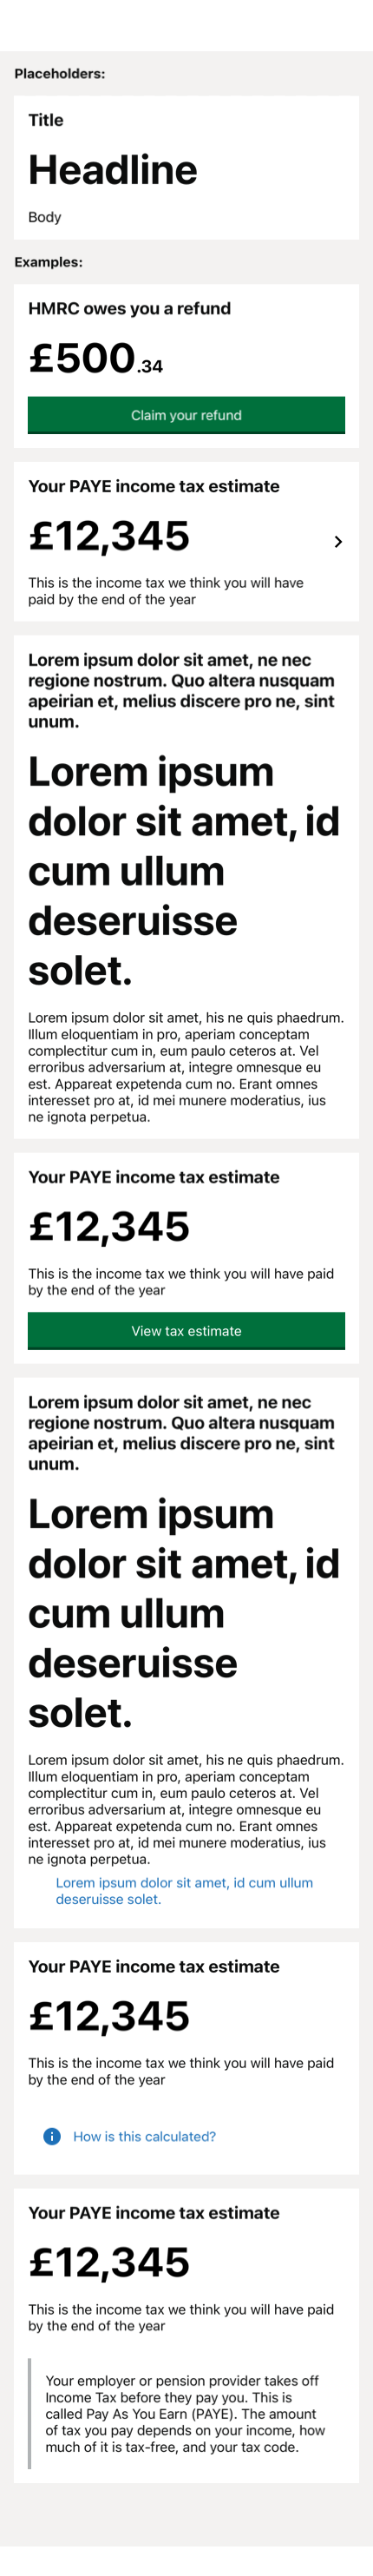 Placeholders:
Title
Headline
Body
Examples:
HMRC owes you a refund
£500.34
Claim your refund
Your PAYE income tax estimate
£12,345
This is the income tax we think you will have
paid by the end of the year
Lorem ipsum dolor sit amet, ne nec
regione nostrum. Quo altera nusquam
apeirian et, melius discere pro ne, sint
unum.
Lorem ipsum
dolor sit amet, id
cum ullum
deseruisse
solet.
Lorem ipsum dolor sit amet, his ne quis phaedrum.
Illum eloquentiam in pro, aperiam conceptam
complectitur cum in, eum paulo ceteros at. Vel
erroribus adversarium at, integre omnesque eu
est. Appareat expetenda cum no. Erant omnes
interesset pro at, id mei munere moderatius, ius
ne ignota perpetua.
Your PAYE income tax estimate
£12,345
This is the income tax we think you will have paid
by the end of the year
View tax estimate
Lorem ipsum dolor sit amet, ne nec
regione nostrum. Quo altera nusquam
apeirian et, melius discere pro ne, sint
unum.
Lorem ipsum
dolor sit amet, id
cum ullum
deseruisse
solet.
Lorem ipsum dolor sit amet, his ne quis phaedrum.
Illum eloquentiam in pro, aperiam conceptam
complectitur cum in, eum paulo ceteros at. Vel
erroribus adversarium at, integre omnesque eu
est. Appareat expetenda cum no. Erant omnes
interesset pro at, id mei munere moderatius, ius
ne ignota perpetua.
Lorem ipsum dolor sit amet, id cum ullum
deseruisse solet.
Your PAYE income tax estimate
£12,345
This is the income tax we think you will have paid
by the end of the year
How is this calculated?
Your PAYE income tax estimate
£12,345
This is the income tax we think you will have paid
by the end of the year
Your employer or pension provider takes off
Income Tax before they pay you. This is
called Pay As You Earn (PAYE). The amount
of tax you pay depends on your income, how
much of it is tax-free, and your tax code.